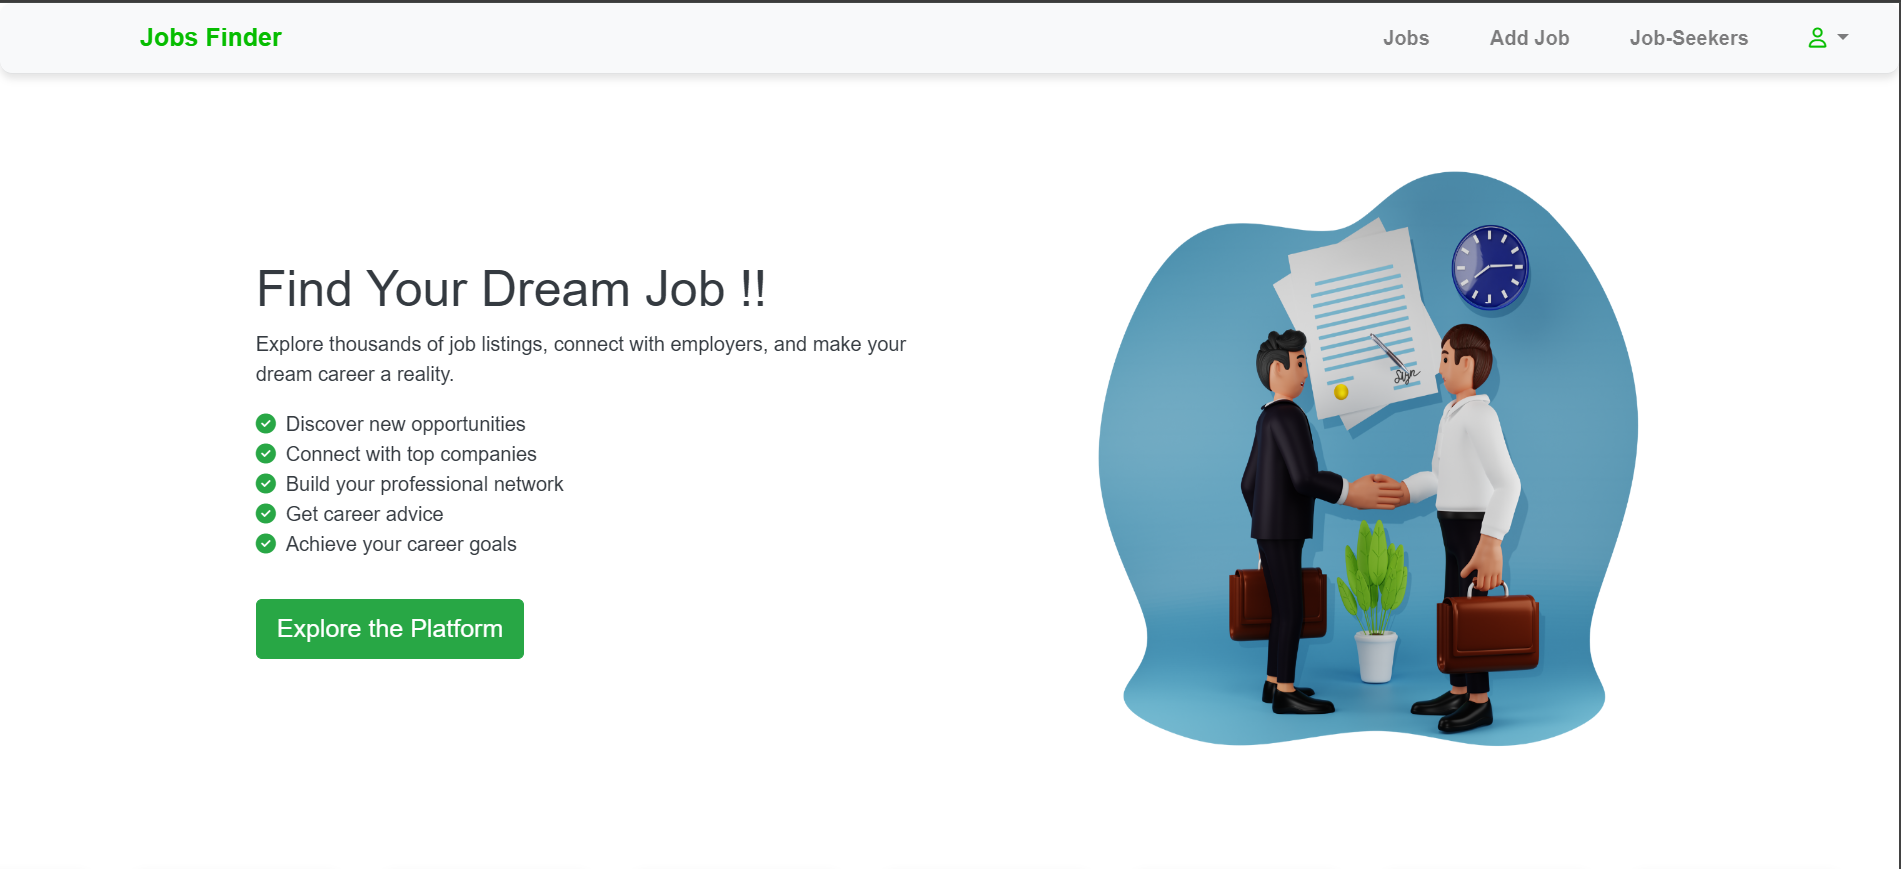 Jobs Finder
Jobs
Add Job
Job-Seekers
Find Your Dream Job !!
Explore thousands of job listings, connect with employers, and make your
dream career a reality.
Discover new opportunities
Connect with top companies
Build your professional network
Get career advice
Achieve your career goals
Explore the Platform
Sign